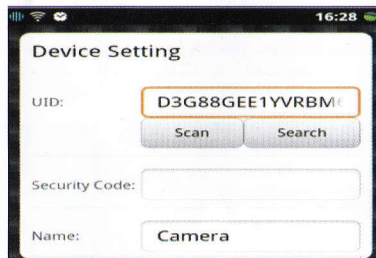 16:28
Device Setting
UID: D3G88GEE1YVRBM
Scan Search
Security Code:
Name: Camera